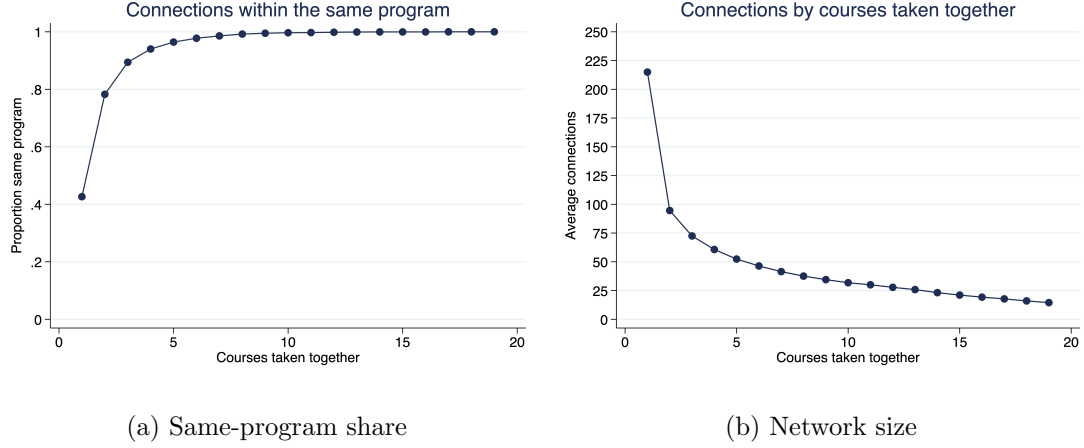 Connections within the same program
Proportion same program
1
.8
.6
.4
.2
0
0 5 10 15 20
Courses taken together
(a) Same-program share
Connections by courses taken together
Average connections
250
225
200
175
150
125
100
75
50
25
0
0 5 10 15 20
Courses taken together
(b) Network size